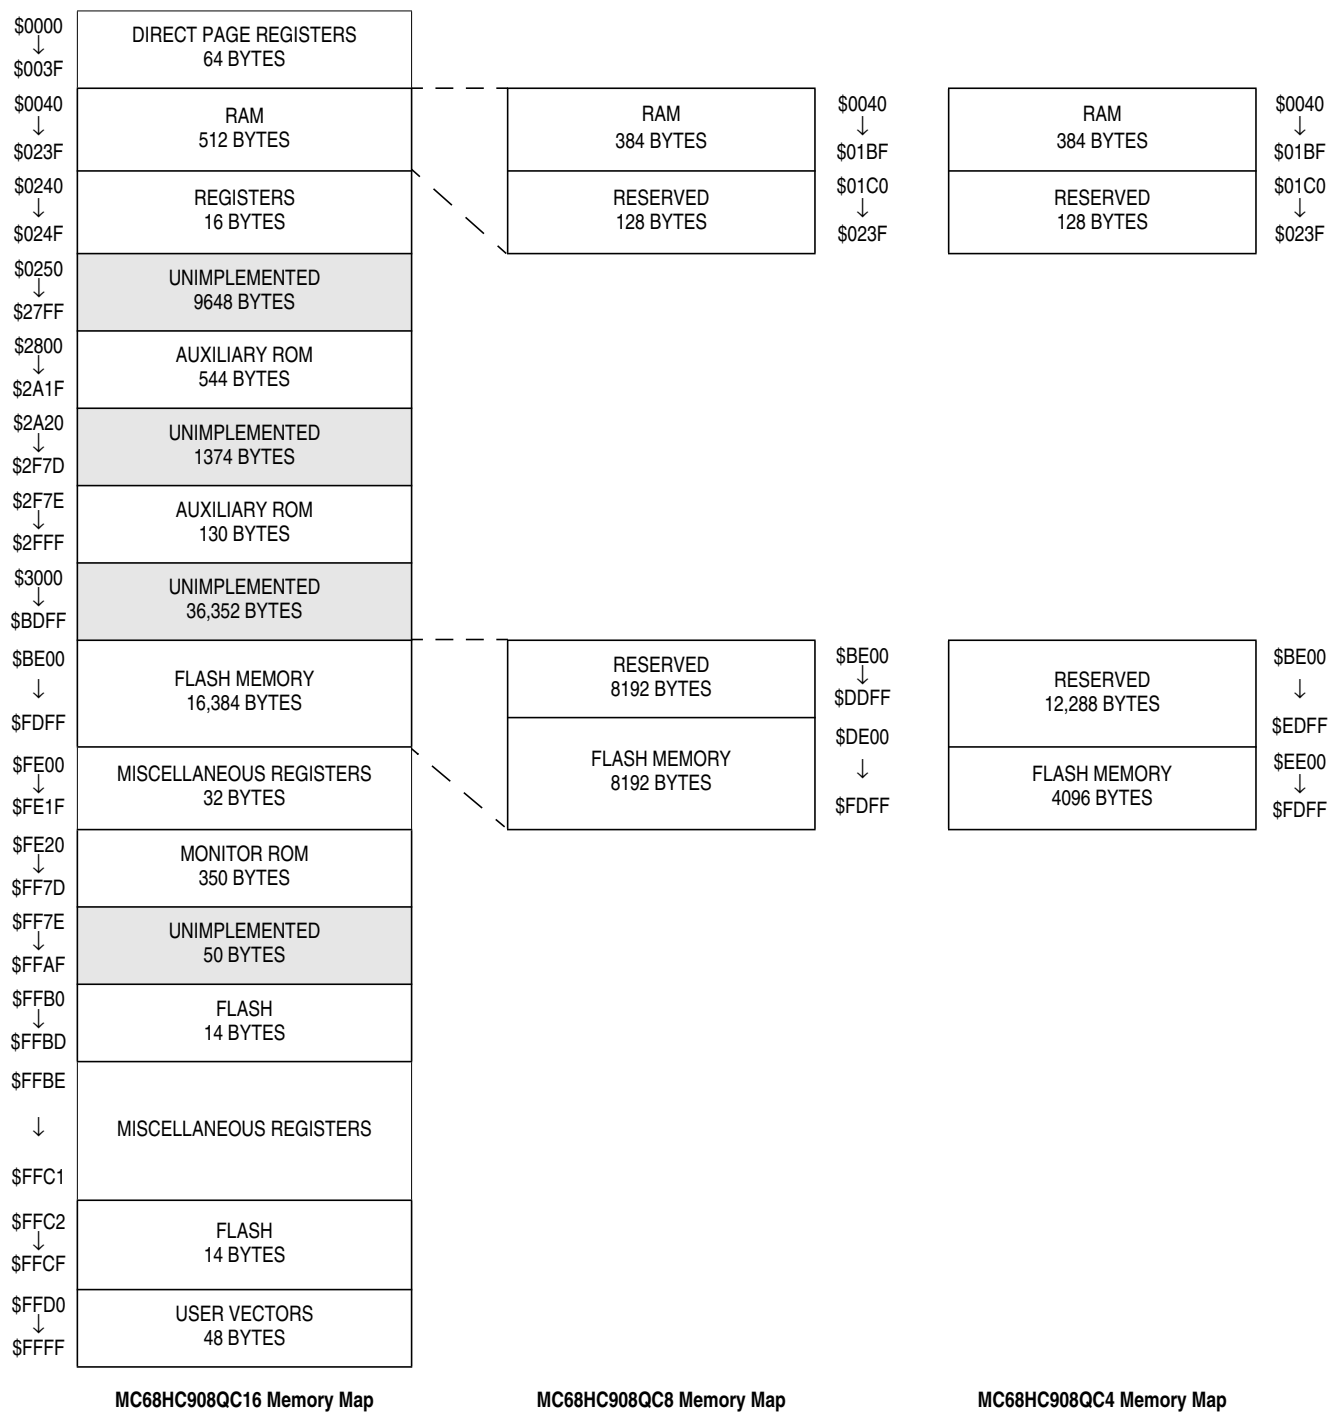 $0000
↓
$003F
DIRECT PAGE REGISTERS
64 BYTES
$0040
↓
$023F
RAM
512 BYTES
RAM
384 BYTES
$0040
↓
$01BF
RAM
384 BYTES
$0040
↓
$01BF
$0240
↓
$024F
REGISTERS
16 BYTES
RESERVED
128 BYTES
$01C0
↓
$023F
RESERVED
128 BYTES
$01C0
↓
$023F
$0250
↓
$27FF
UNIMPLEMENTED
9648 BYTES
$2800
↓
$2A1F
AUXILIARY ROM
544 BYTES
$2A20
↓
$2F7D
UNIMPLEMENTED
1374 BYTES
$2F7E
↓
$2FFF
AUXILIARY ROM
130 BYTES
$3000
↓
$BDFF
UNIMPLEMENTED
36,352 BYTES
$BE00
↓
$FDFF
FLASH MEMORY
16,384 BYTES
RESERVED
8192 BYTES
$BE00
↓
$DDFF
RESERVED
12,288 BYTES
$BE00
↓
$EDFF
$FE00
↓
$FE1F
MISCELLANEOUS REGISTERS
32 BYTES
FLASH MEMORY
8192 BYTES
$DE00
↓
$FDFF
FLASH MEMORY
4096 BYTES
$EE00
↓
$FDFF
$FE20
↓
$FF7D
MONITOR ROM
350 BYTES
$FF7E
↓
$FFAF
UNIMPLEMENTED
50 BYTES
$FFB0
↓
$FFBD
FLASH
14 BYTES
$FFBE
↓
$FFC1
MISCELLANEOUS REGISTERS
$FFC2
↓
$FFCF
FLASH
14 BYTES
$FFD0
↓
$FFFF
USER VECTORS
48 BYTES
MC68HC908QC16 Memory Map
MC68HC908QC8 Memory Map
MC68HC908QC4 Memory Map